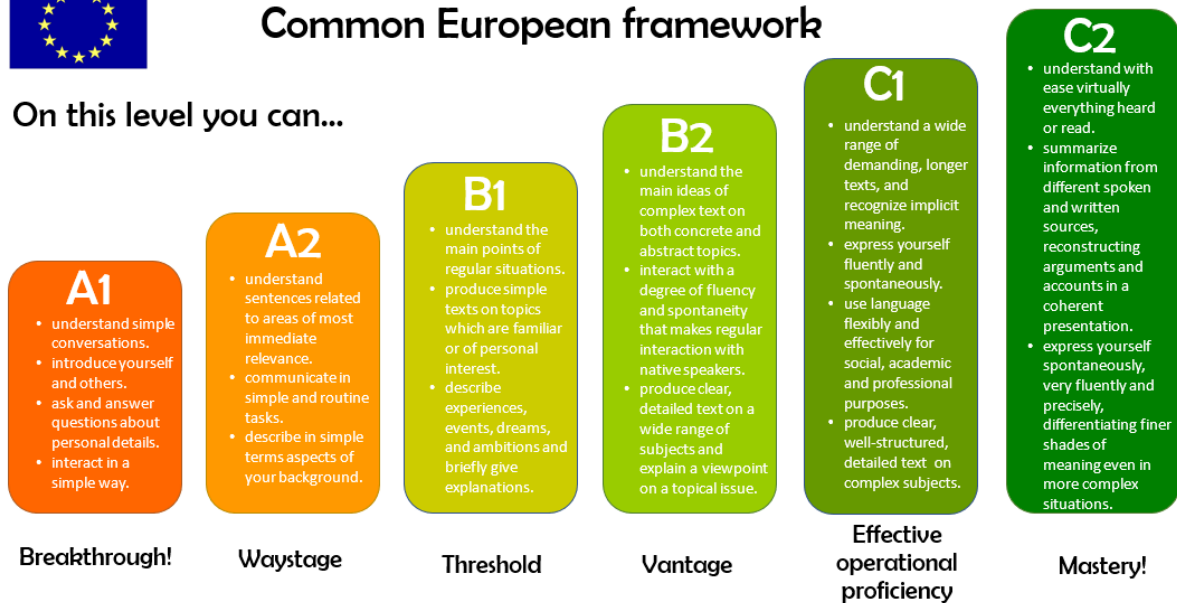 Common European framework
On this level you can...
A1
• understand simple
conversations.
• introduce yourself
and others.
• ask and answer
questions about
personal details.
• interact in a
simple way.
Breakthrough!
A2
• understand
sentences related
to areas of most
immediate
relevance.
• communicate in
simple and routine
tasks.
• describe in simple
terms aspects of
your background.
Waystage
B1
• understand the
main points of
regular situations.
• produce simple
texts on topics
which are familiar
or of personal
interest.
• describe
experiences,
events, dreams,
and ambitions and
briefly give
explanations.
Threshold
B2
• understand the
main ideas of
complex text on
both concrete and
abstract topics.
• interact with a
degree of fluency
and spontaneity
that makes regular
interaction with
native speakers.
• produce clear,
detailed text on a
wide range of
subjects and
explain a viewpoint
on a topical issue.
Vantage
C1
• understand a wide
range of
demanding, longer
texts, and
recognize implicit
meaning.
• express yourself
fluently and
spontaneously.
• use language
flexibly and
effectively for
social, academic
and professional
purposes.
• produce clear,
well-structured,
detailed text on
complex subjects.
Effective
operational
proficiency
C2
• understand with
ease virtually
everything heard
or read.
• summarize
information from
different spoken
and written
sources,
reconstructing
arguments and
accounts in a
coherent
presentation.
• express yourself
spontaneously,
very fluently and
precisely,
differentiating finer
shades of
meaning even in
more complex
situations.
Mastery!